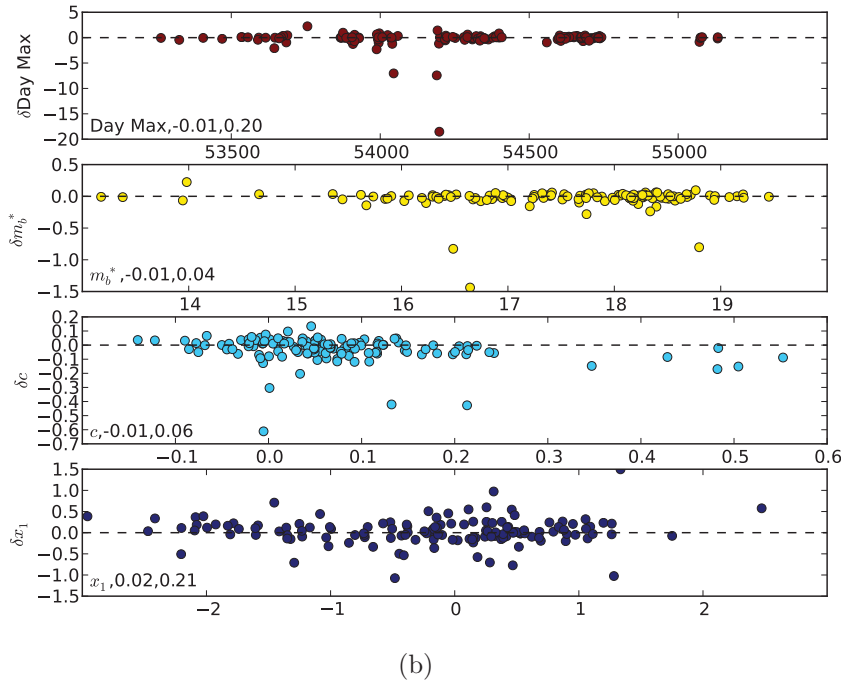 5
0
−5
−10
−15
−20
δDay Max
Day Max,-0.01,0.20
53500 54000 54500 55000
0.5
0.0
−0.5
−1.0
−1.5
δm_b^*
m_b^*,-0.01,0.04
14 15 16 17 18 19
0.2
0.1
0.0
−0.1
−0.2
−0.3
−0.4
−0.5
−0.6
−0.7
δc
c,-0.01,0.06
−0.1 0.0 0.1 0.2 0.3 0.4 0.5 0.6
1.5
1.0
0.5
0.0
−0.5
−1.0
−1.5
δx₁
x₁,0.02,0.21
−2 −1 0 1 2
(b)